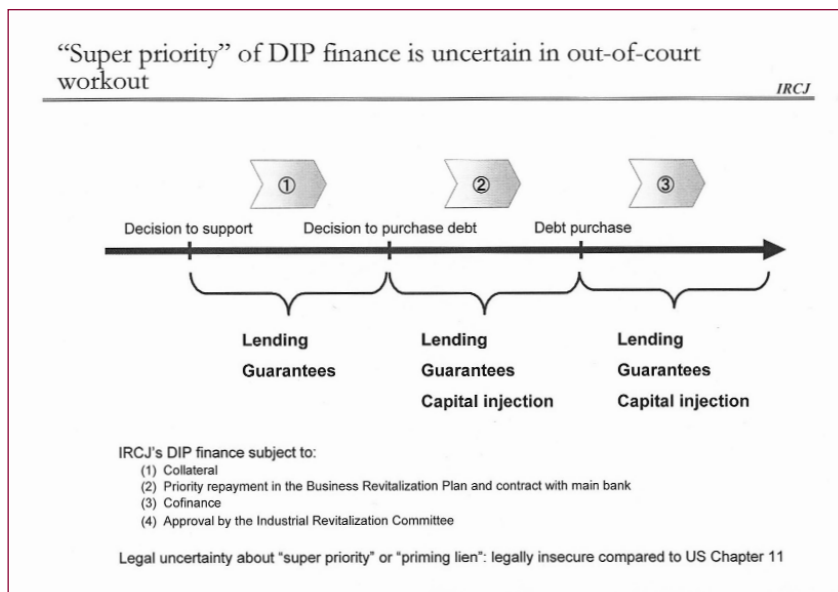 “Super priority” of DIP finance is uncertain in out-of-court
workout
IRCJ
① ② ③
Decision to support Decision to purchase debt Debt purchase
Lending Lending Lending
Guarantees Guarantees Guarantees
Capital injection Capital injection
IRCJ's DIP finance subject to:
(1) Collateral
(2) Priority repayment in the Business Revitalization Plan and contract with main bank
(3) Cofinance
(4) Approval by the Industrial Revitalization Committee
Legal uncertainty about “super priority” or “priming lien”: legally insecure compared to US Chapter 11